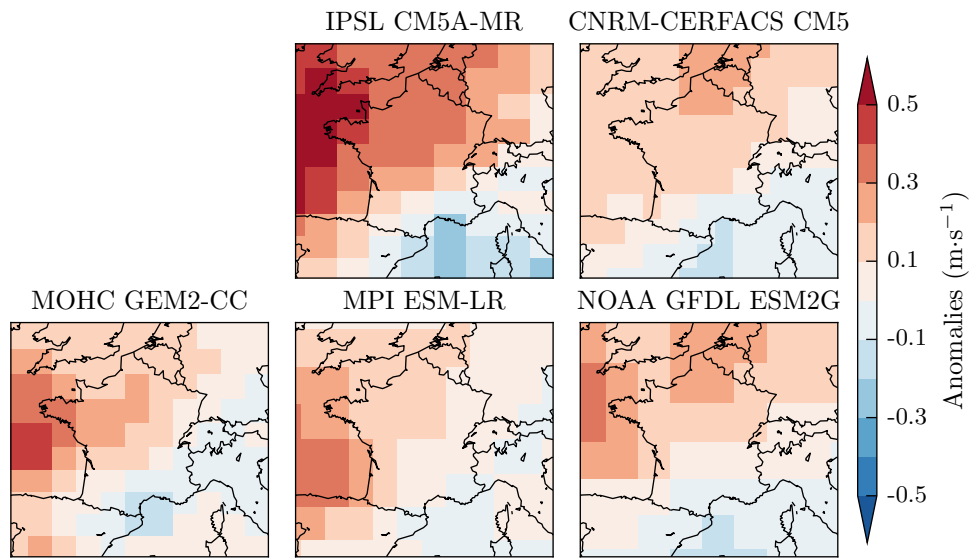 IPSL CM5A-MR
CNRM-CERFACS CM5
MOHC GEM2-CC
MPI ESM-LR
NOAA GFDL ESM2G
0.5
0.3
0.1
-0.1
-0.3
-0.5
Anomalies (m·s⁻¹)